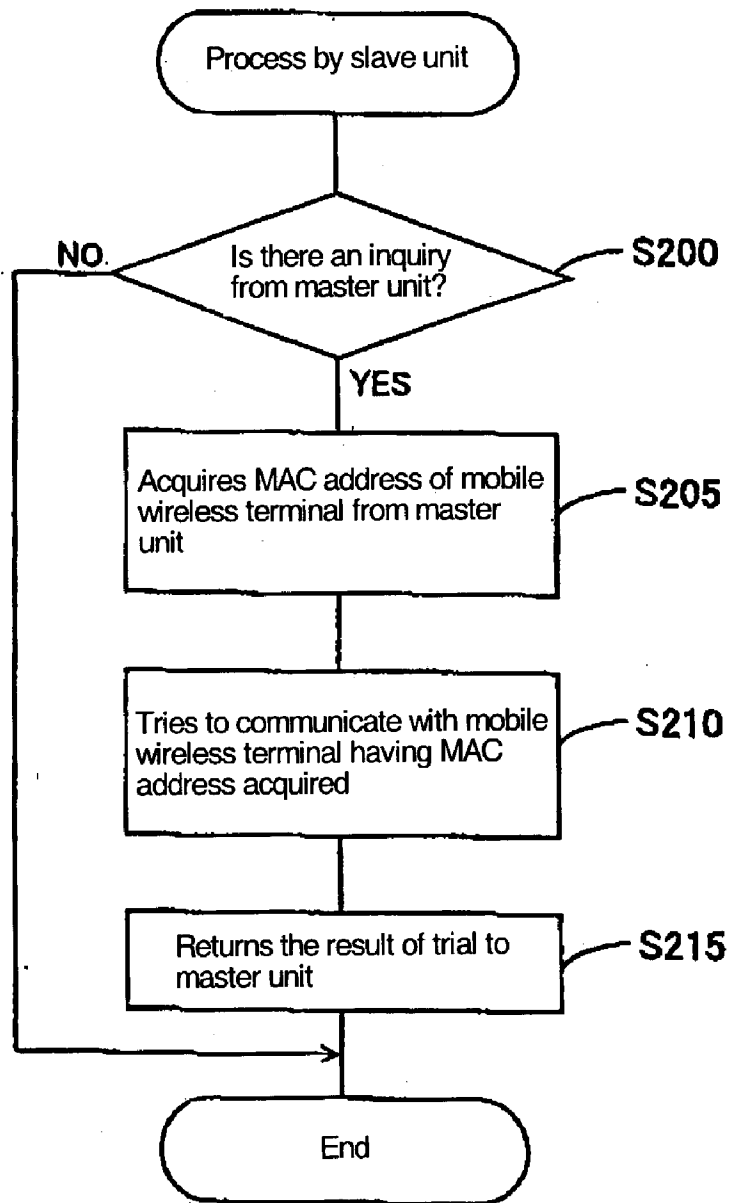 Process by slave unit
Is there an inquiry
from master unit?
S200
NO
YES
Acquires MAC address of mobile
wireless terminal from master
unit
S205
Tries to communicate with mobile
wireless terminal having MAC
address acquired
S210
Returns the result of trial to
master unit
S215
End